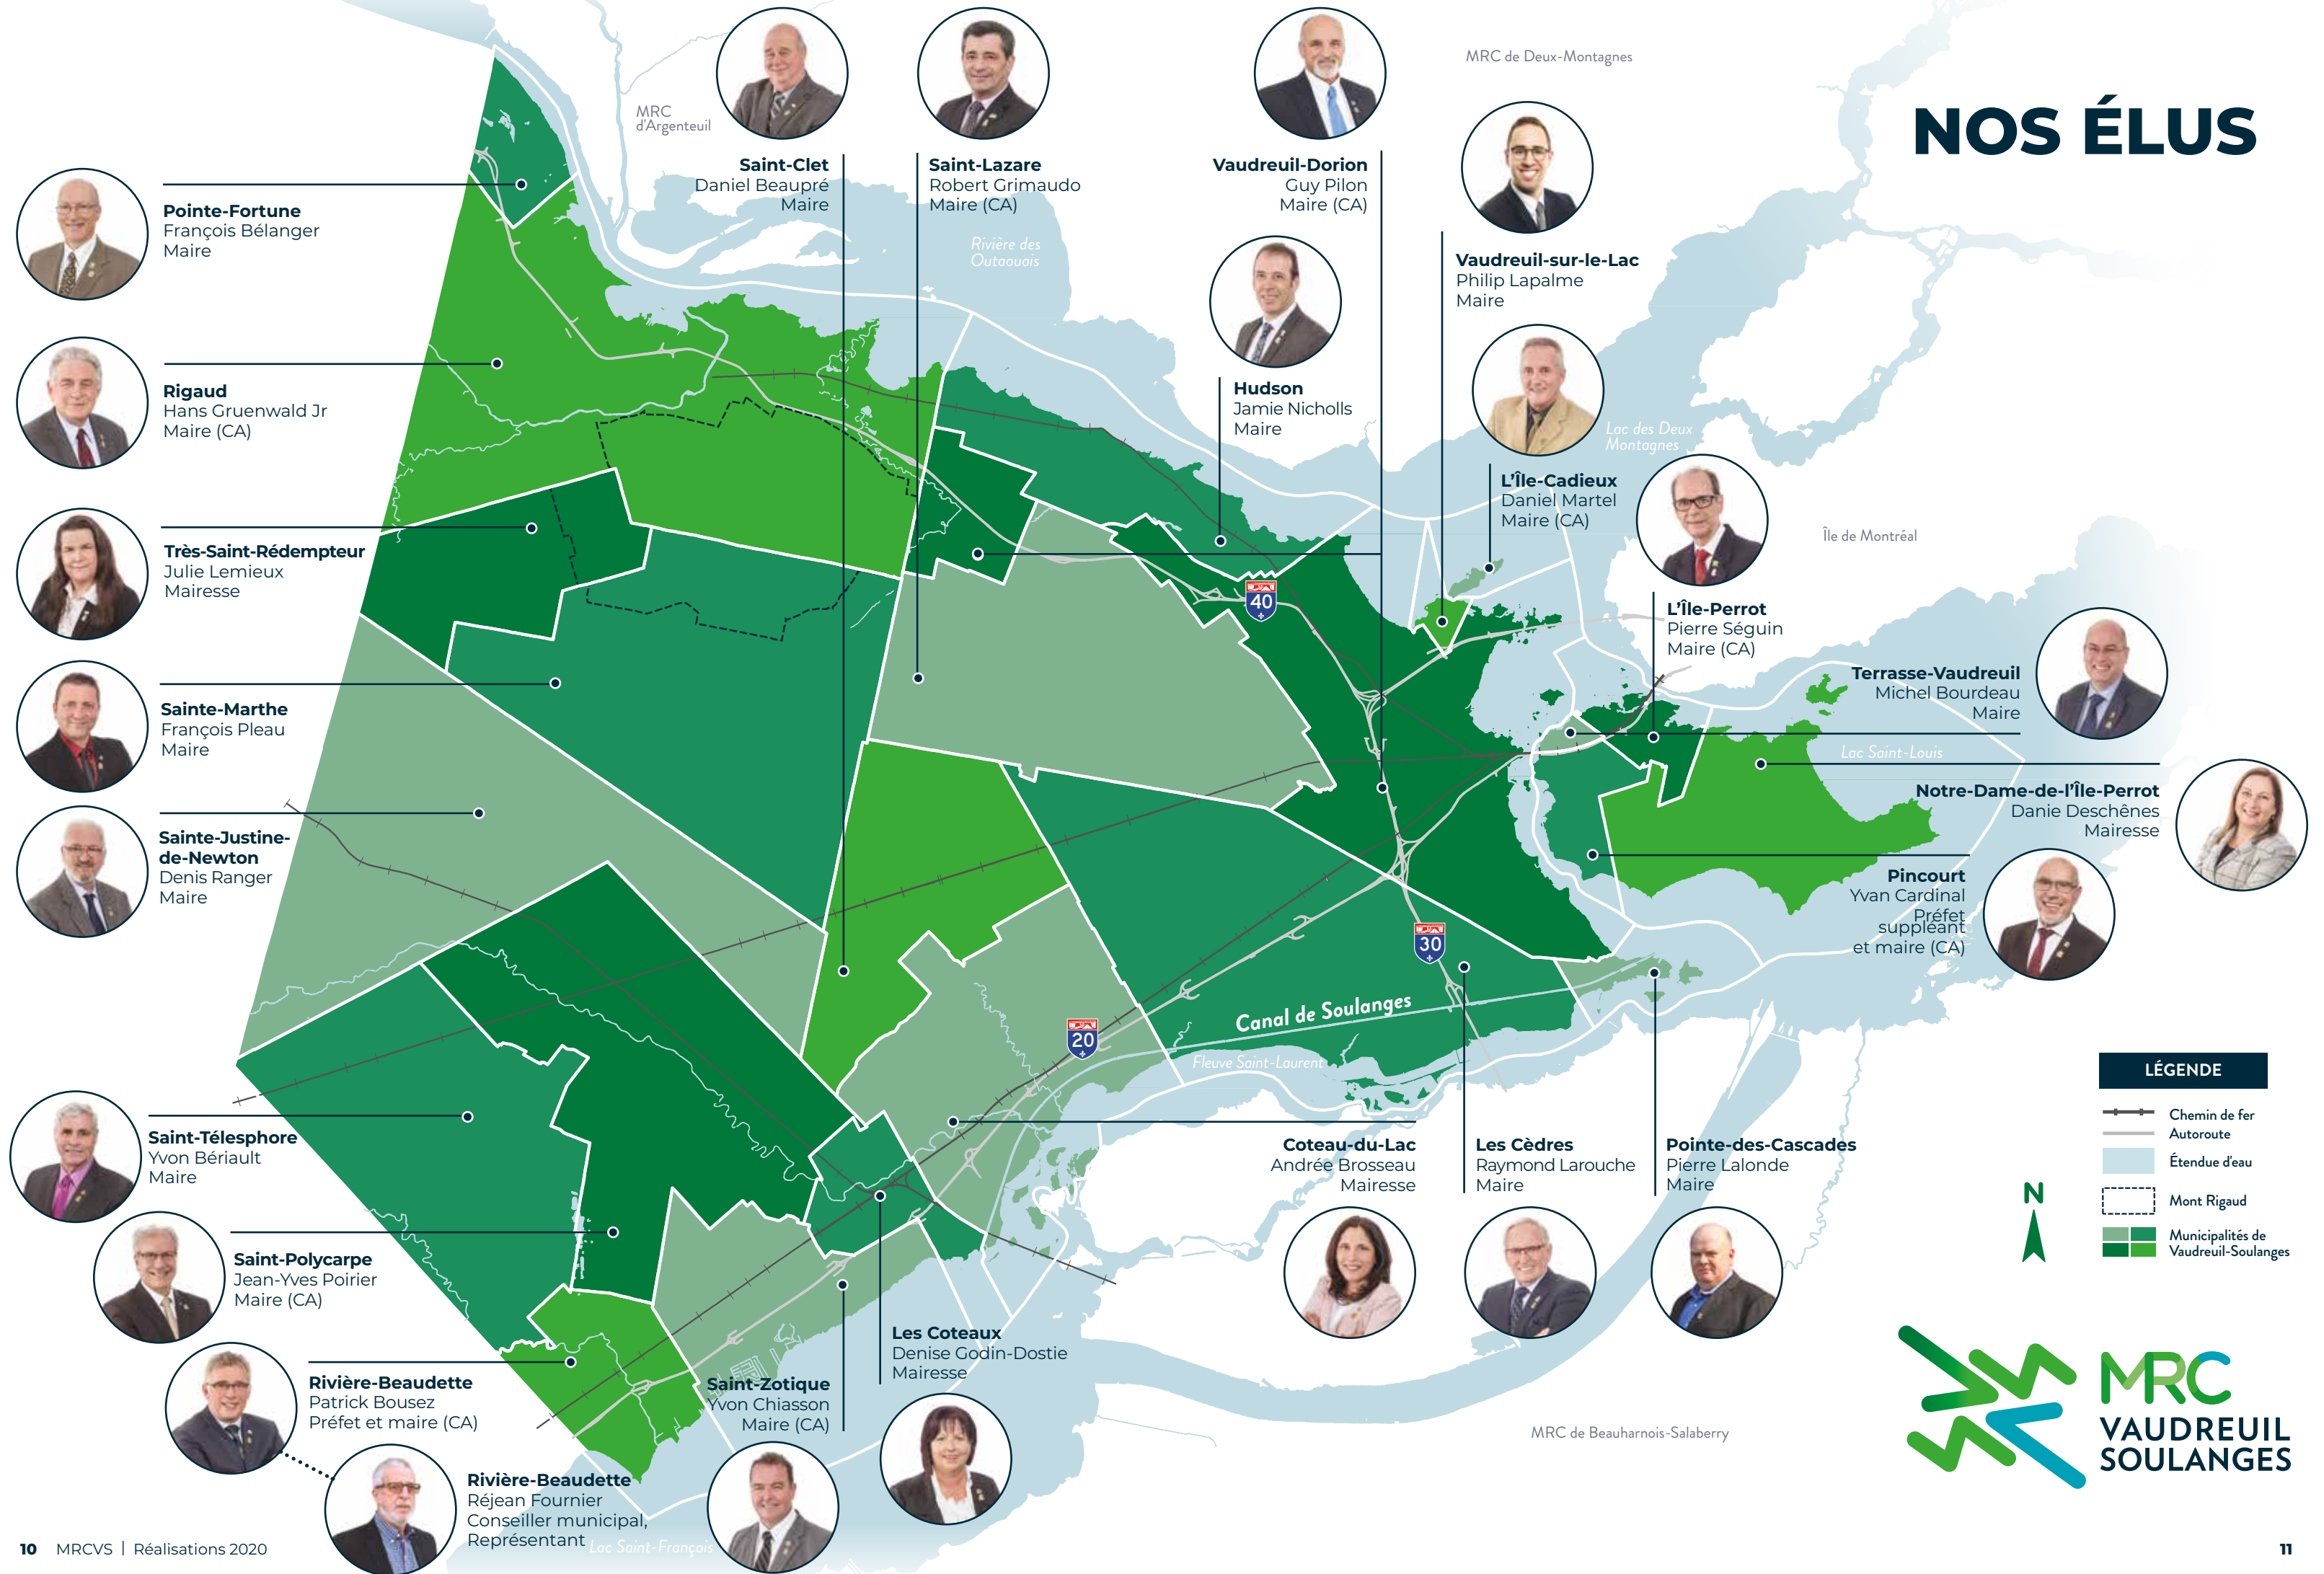 NOS ÉLUS
MRC de Deux-Montagnes
MRC
d'Argenteuil
Saint-Clet
Daniel Beaupré
Maire
Saint-Lazare
Robert Grimaudo
Maire (CA)
Vaudreuil-Dorion
Guy Pilon
Maire (CA)
Pointe-Fortune
François Bélanger
Maire
Rivière des
Outaouais
Vaudreuil-sur-le-Lac
Philip Lapalme
Maire
Rigaud
Hans Gruenwald Jr
Maire (CA)
Hudson
Jamie Nicholls
Maire
Lac des Deux
Montagnes
L'Île-Cadieux
Daniel Martel
Maire (CA)
Île de Montréal
Très-Saint-Rédempteur
Julie Lemieux
Mairesse
40
L'Île-Perrot
Pierre Séguin
Maire (CA)
Terrasse-Vaudreuil
Michel Bourdeau
Maire
Sainte-Marthe
François Pleau
Maire
Lac Saint-Louis
Notre-Dame-de-l'Île-Perrot
Danie Deschênes
Mairesse
Sainte-Justine-
de-Newton
Denis Ranger
Maire
Pincourt
Yvan Cardinal
Préfet
suppléant
et maire (CA)
30
Canal de Soulanges
20
Fleuve Saint-Laurent
Saint-Télesphore
Yvon Bériault
Maire
Coteau-du-Lac
Andrée Brosseau
Mairesse
Les Cèdres
Raymond Larouche
Maire
Pointe-des-Cascades
Pierre Lalonde
Maire
LÉGENDE
Chemin de fer
Autoroute
Étendue d'eau
Mont Rigaud
Municipalités de
Vaudreuil-Soulanges
N
Saint-Polycarpe
Jean-Yves Poirier
Maire (CA)
Les Coteaux
Denise Godin-Dostie
Mairesse
Rivière-Beaudette
Patrick Bousez
Préfet et maire (CA)
Saint-Zotique
Yvon Chiasson
Maire (CA)
MRC de Beauharnois-Salaberry
MRC
VAUDREUIL
SOULANGES
Rivière-Beaudette
Réjean Fournier
Conseiller municipal,
Représentant
Lac Saint-François
10 MRCVS | Réalisations 2020
11